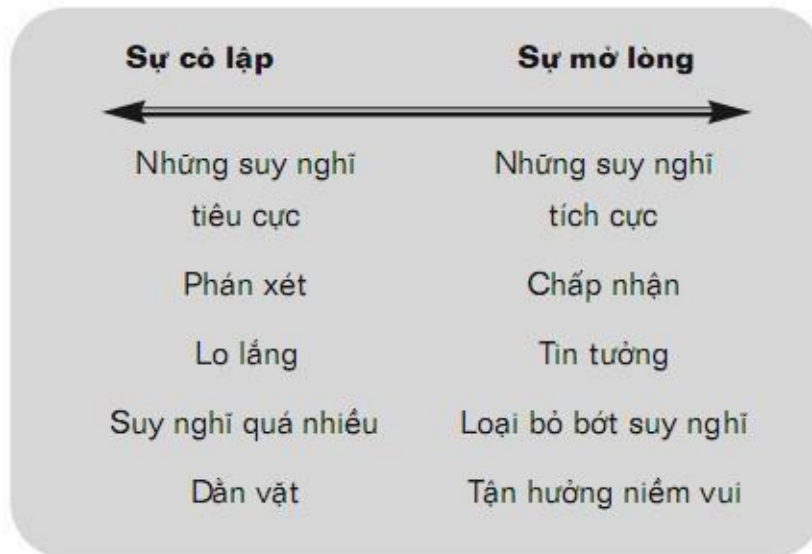 Sự cô lập Sự mở lòng
Những suy nghĩ Những suy nghĩ
tiêu cực tích cực
Phán xét Chấp nhận
Lo lắng Tin tưởng
Suy nghĩ quá nhiều Loại bỏ bớt suy nghĩ
Dằn vặt Tận hưởng niềm vui